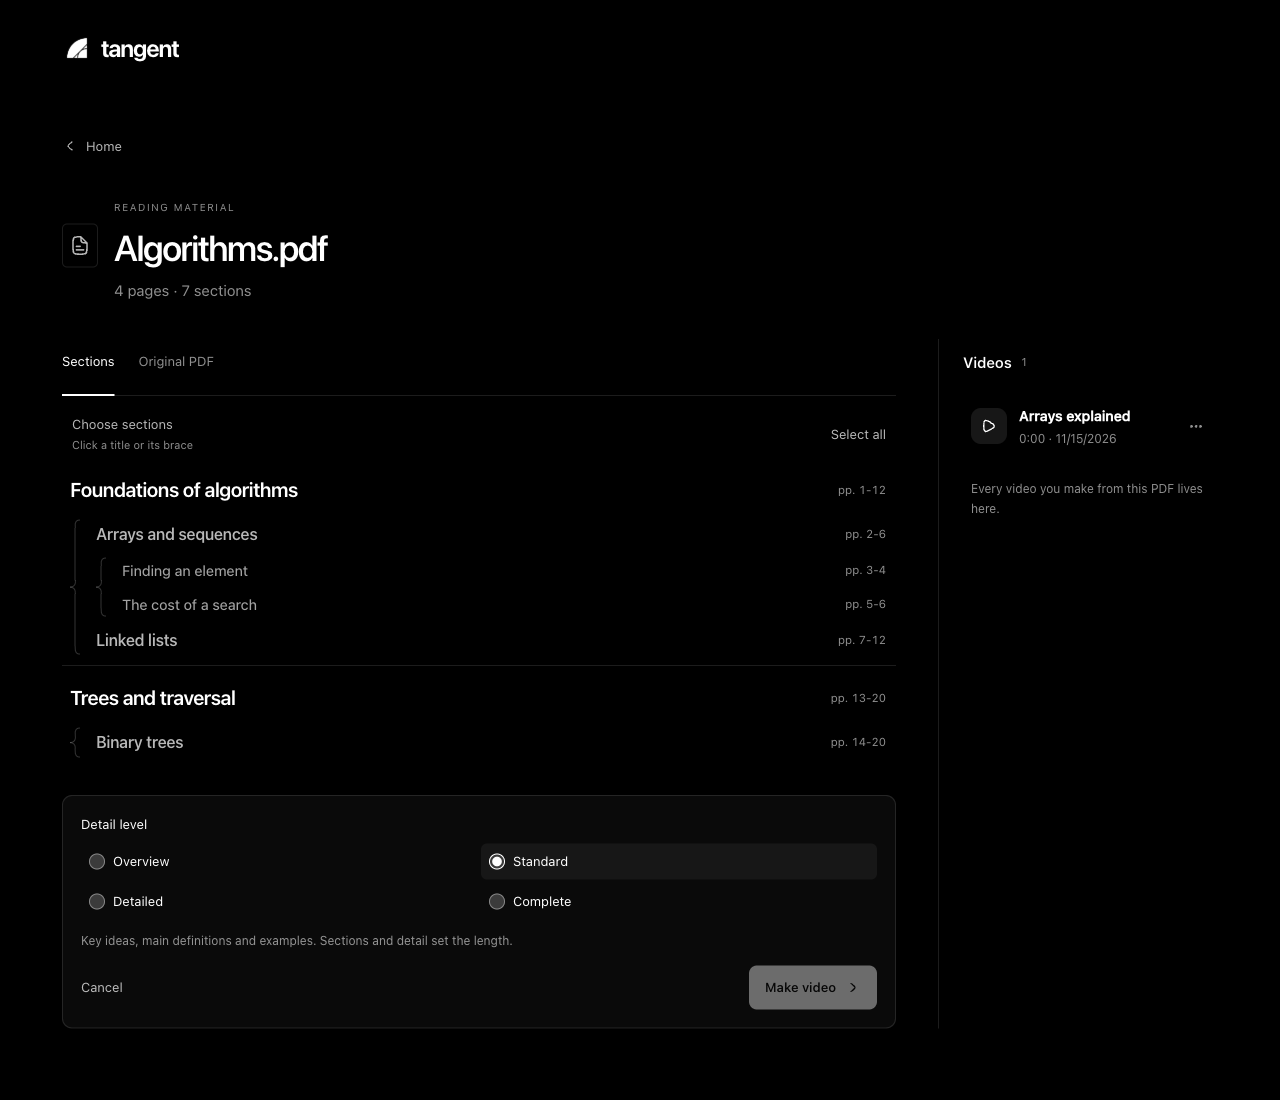 tangent
Home
READING MATERIAL
Algorithms.pdf
4 pages · 7 sections
Sections
Original PDF
Choose sections
Click a title or its brace
Select all
Foundations of algorithms
pp. 1-12
Arrays and sequences
pp. 2-6
Finding an element
pp. 3-4
The cost of a search
pp. 5-6
Linked lists
pp. 7-12
Trees and traversal
pp. 13-20
Binary trees
pp. 14-20
Detail level
Overview
Standard
Detailed
Complete
Key ideas, main definitions and examples. Sections and detail set the length.
Cancel
Make video
Videos 1
Arrays explained
0:00 · 11/15/2026
Every video you make from this PDF lives
here.